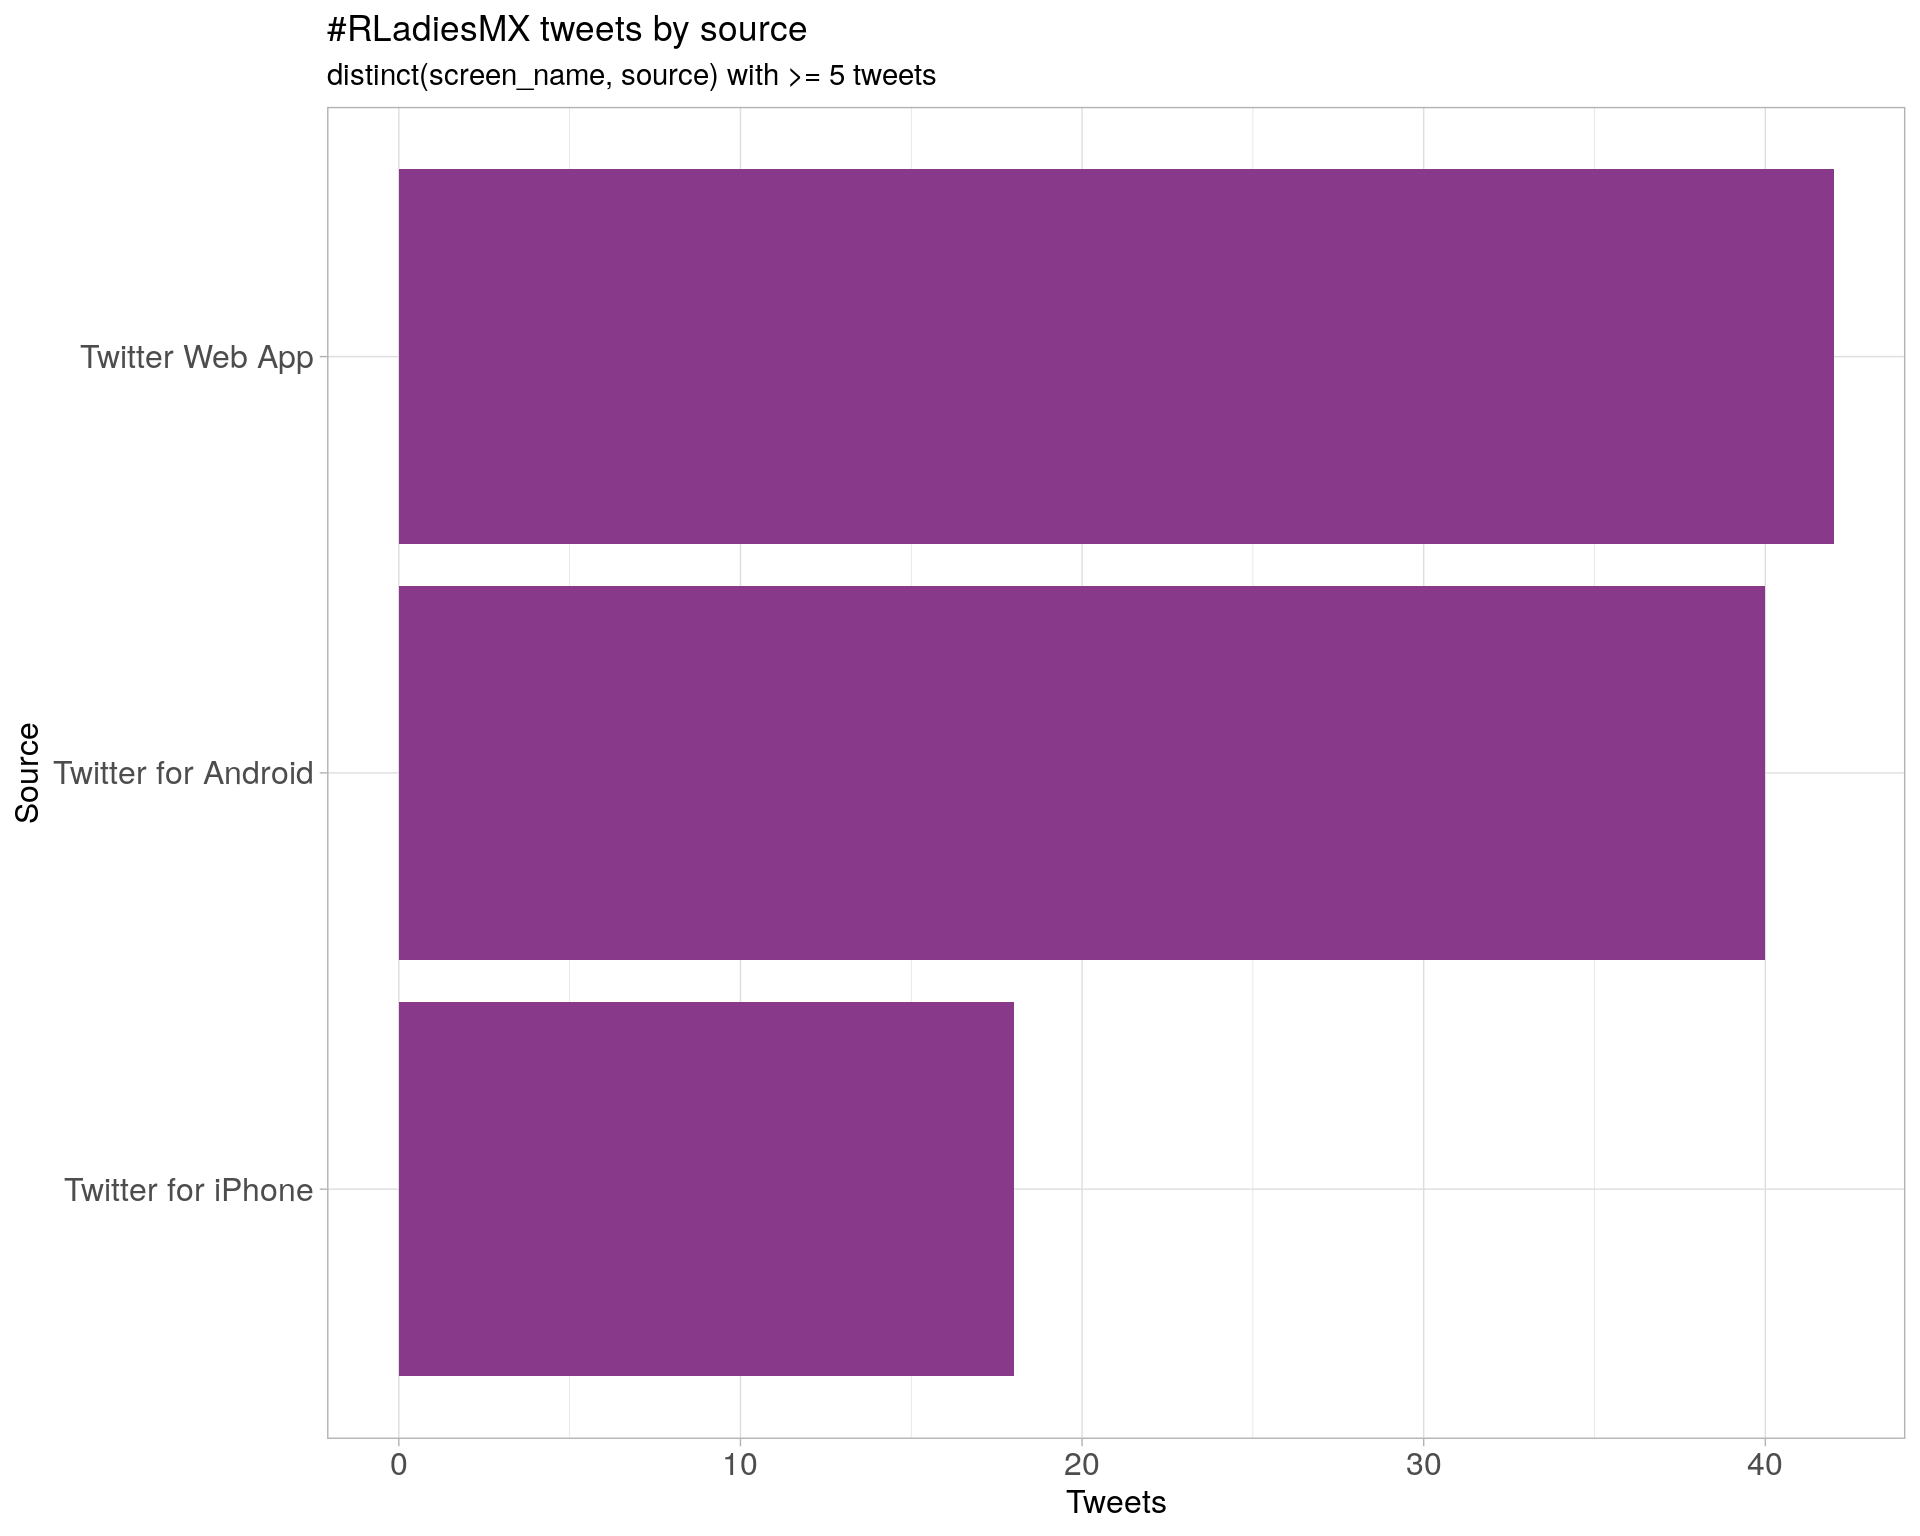 #RLadiesMX tweets by source
distinct(screen_name, source) with >= 5 tweets
Source
Twitter Web App
Twitter for Android
Twitter for iPhone
0 10 20 30 40
Tweets